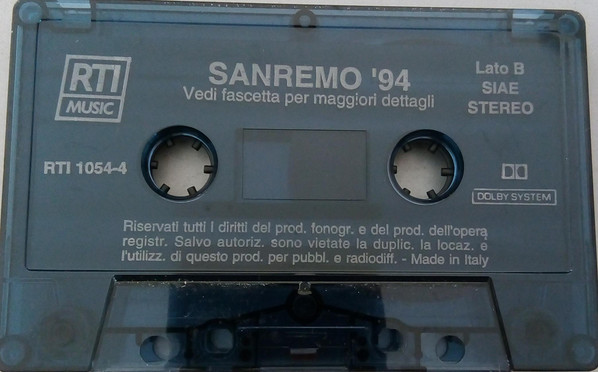 RTI
MUSIC
SANREMO '94
Vedi fascetta per maggiori dettagli
Lato B
SIAE
STEREO
RTI 1054-4
DOLBY SYSTEM
Riservati tutti i diritti del prod. fonogr. e del prod. dell'opera
registr. Salvo autoriz. sono vietate la duplic. la locaz. e
l'utilizz. di questo prod. per pubbl. e radiodiff. - Made in Italy